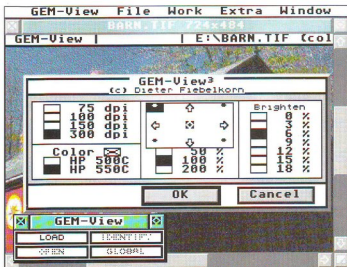 GEM-View File Work Extra Window
BARN.TIF 724x484
GEM-View | E:\BARN.TIF (col
GEM-View³
(c) Dieter Fiebelkorn
75 dpi
100 dpi
150 dpi
300 dpi
Color
HP 500C
HP 550C
50 %
100 %
200 %
Brighten
0 %
3 %
6 %
9 %
12 %
15 %
18 %
OK Cancel
GEM-View
LOAD IDENTIFY
OPEN GLOBAL